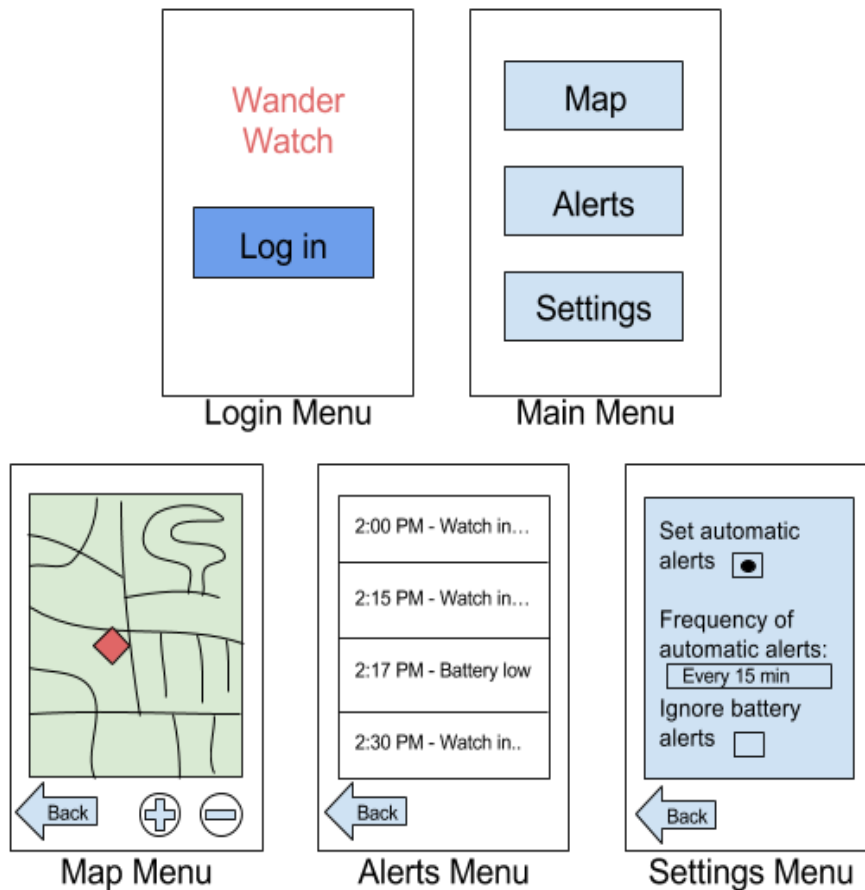 Wander
Watch
Log in
Login Menu
Map
Alerts
Settings
Main Menu
Back
Map Menu
2:00 PM - Watch in...
2:15 PM - Watch in...
2:17 PM - Battery low
2:30 PM - Watch in..
Back
Alerts Menu
Set automatic
alerts
Frequency of
automatic alerts:
Every 15 min
Ignore battery
alerts
Back
Settings Menu